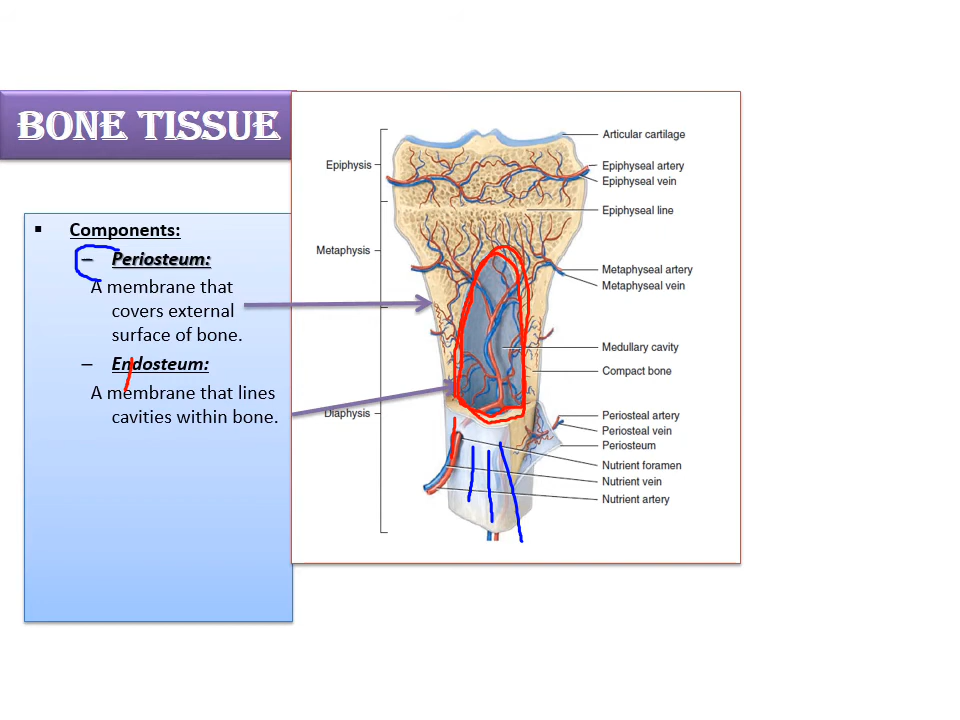 BONE TISSUE
▪ Components:
– Periosteum:
A membrane that
covers external
surface of bone.
– Endosteum:
A membrane that lines
cavities within bone.
Epiphysis
Metaphysis
Diaphysis
Articular cartilage
Epiphyseal artery
Epiphyseal vein
Epiphyseal line
Metaphyseal artery
Metaphyseal vein
Medullary cavity
Compact bone
Periosteal artery
Periosteal vein
Periosteum
Nutrient foramen
Nutrient vein
Nutrient artery